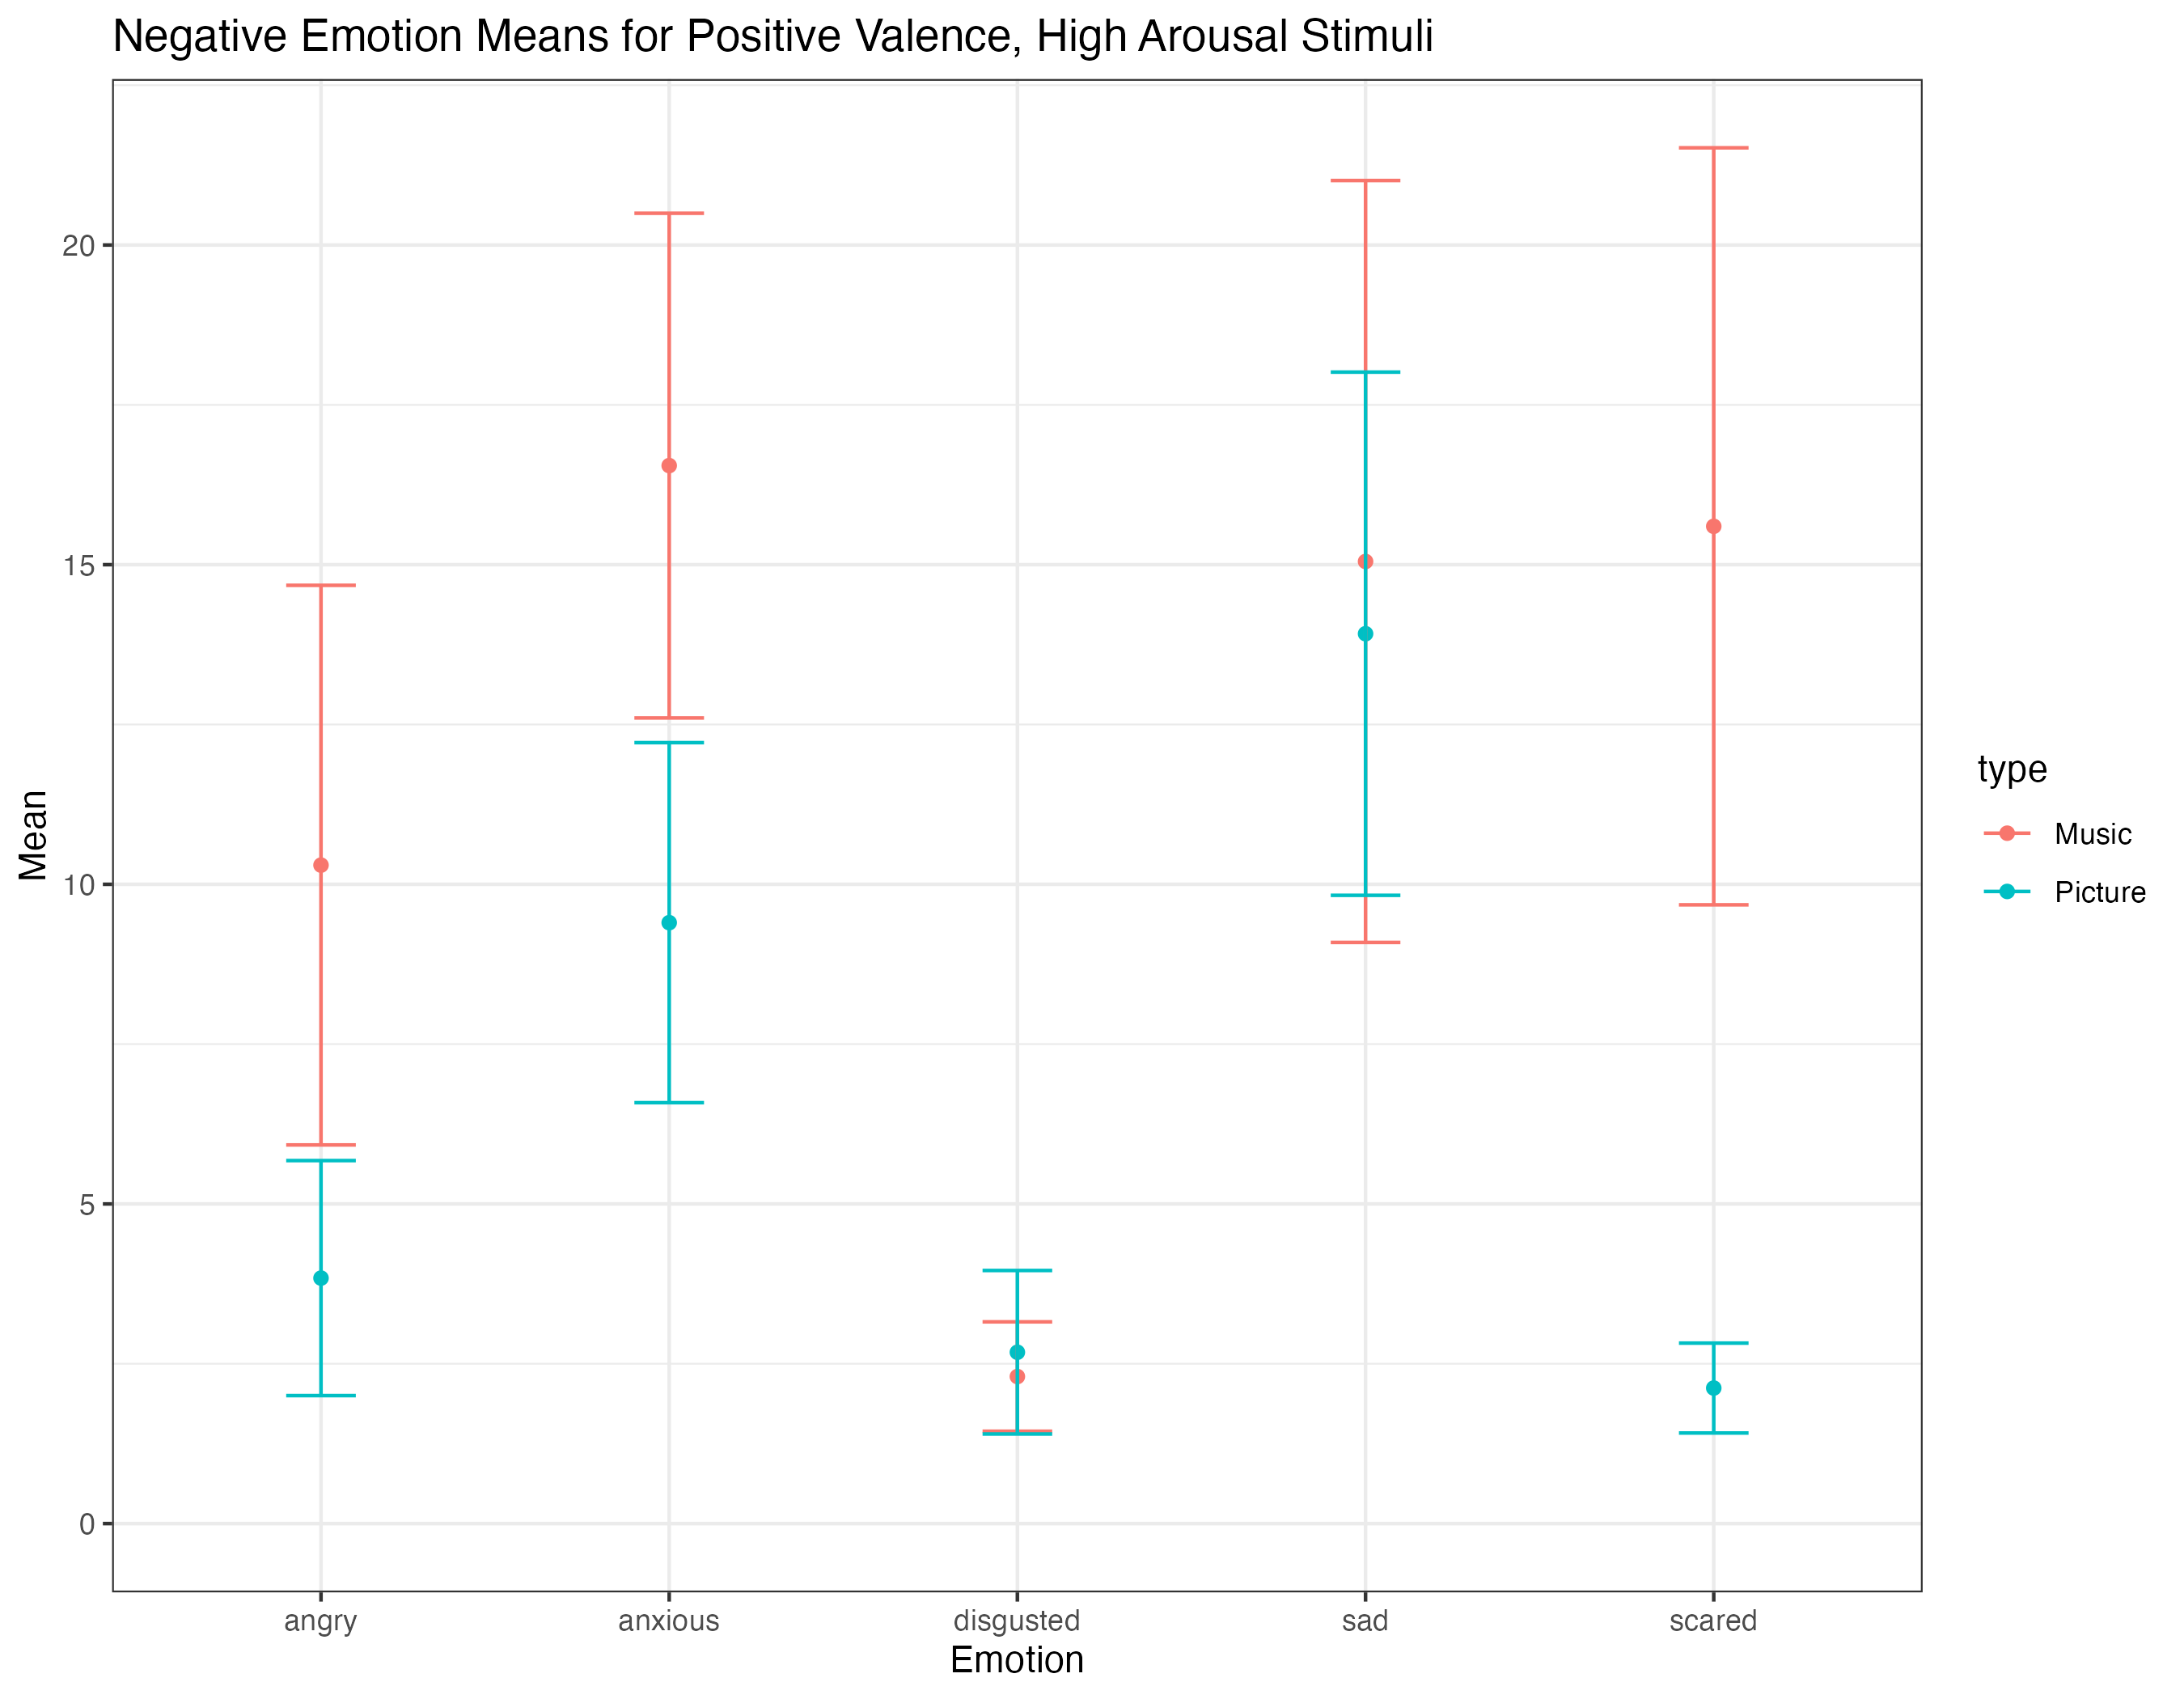 Negative Emotion Means for Positive Valence, High Arousal Stimuli
Mean
20
15
10
5
0
angry anxious disgusted sad scared
Emotion
type
Music
Picture